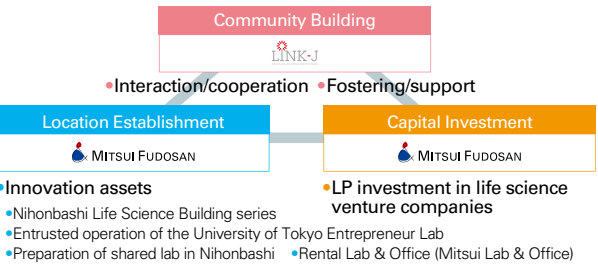 Community Building
LINK-J
•Interaction/cooperation •Fostering/support
Location Establishment
MITSUI FUDOSAN
Capital Investment
MITSUI FUDOSAN
•Innovation assets
•Nihonbashi Life Science Building series
•Entrusted operation of the University of Tokyo Entrepreneur Lab
•Preparation of shared lab in Nihonbashi •Rental Lab & Office (Mitsui Lab & Office)
•LP investment in life science
venture companies